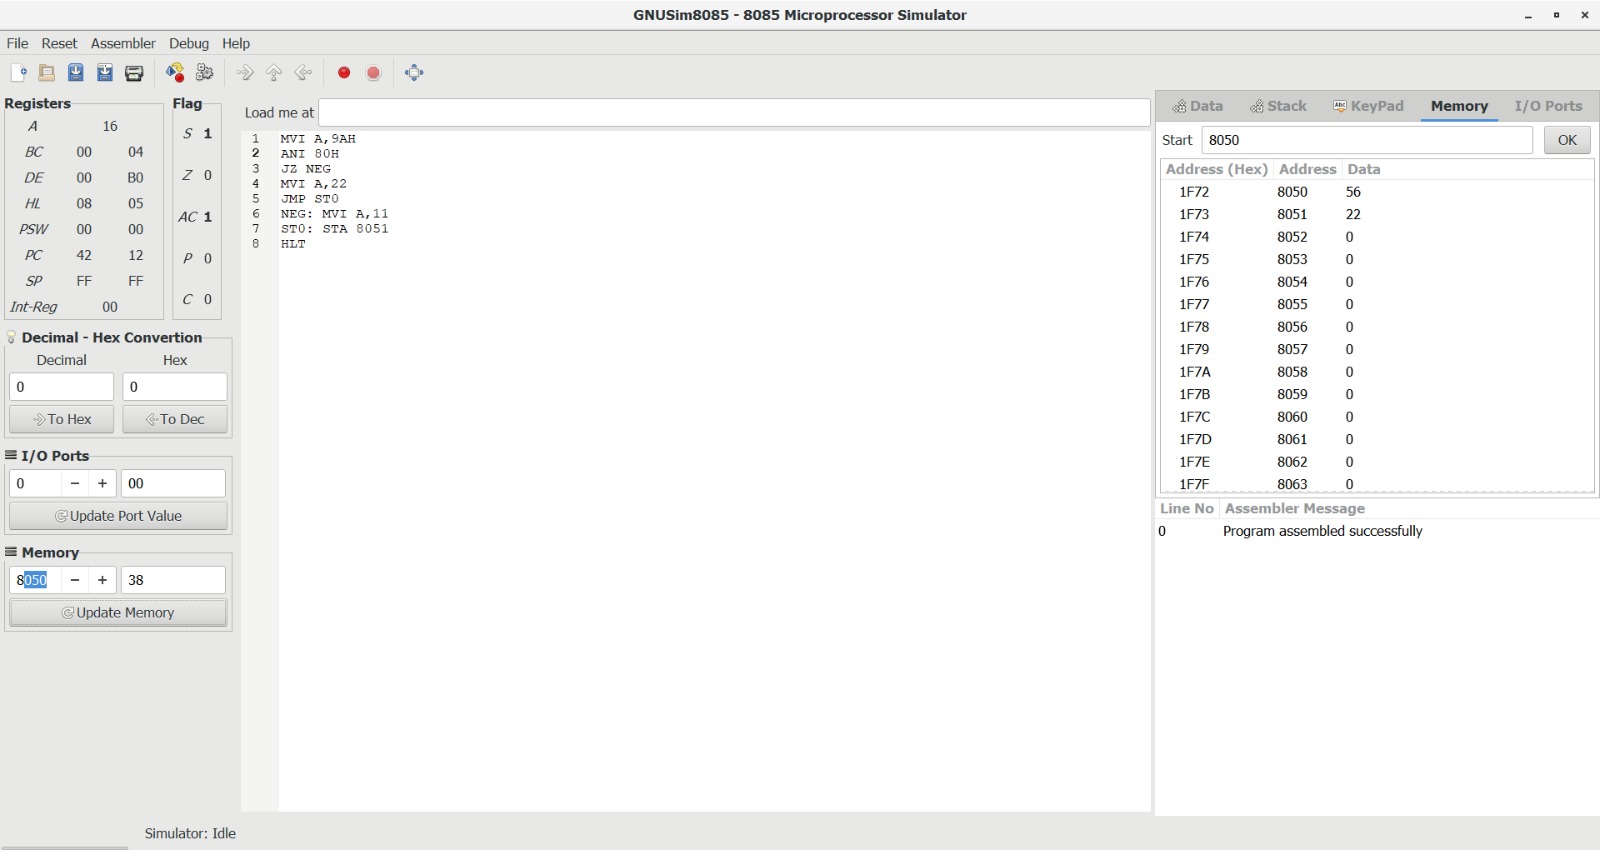 GNUSim8085 - 8085 Microprocessor Simulator
File Reset Assembler Debug Help
Registers
A 16
BC 00 04
DE 00 B0
HL 08 05
PSW 00 00
PC 42 12
SP FF FF
Int-Reg 00
Flag
S 1
Z 0
AC 1
P 0
C 0
Decimal - Hex Convertion
Decimal Hex
0 0
To Hex To Dec
I/O Ports
0 - + 00
Update Port Value
Memory
8050 - + 38
Update Memory
Load me at
1 MVI A,9AH
2 ANI 80H
3 JZ NEG
4 MVI A,22
5 JMP STO
6 NEG: MVI A,11
7 STO: STA 8051
8 HLT
Data Stack Abc KeyPad Memory I/O Ports
Start 8050 OK
Address (Hex) Address Data
1F72 8050 56
1F73 8051 22
1F74 8052 0
1F75 8053 0
1F76 8054 0
1F77 8055 0
1F78 8056 0
1F79 8057 0
1F7A 8058 0
1F7B 8059 0
1F7C 8060 0
1F7D 8061 0
1F7E 8062 0
1F7F 8063 0
Line No Assembler Message
0 Program assembled successfully
Simulator: Idle